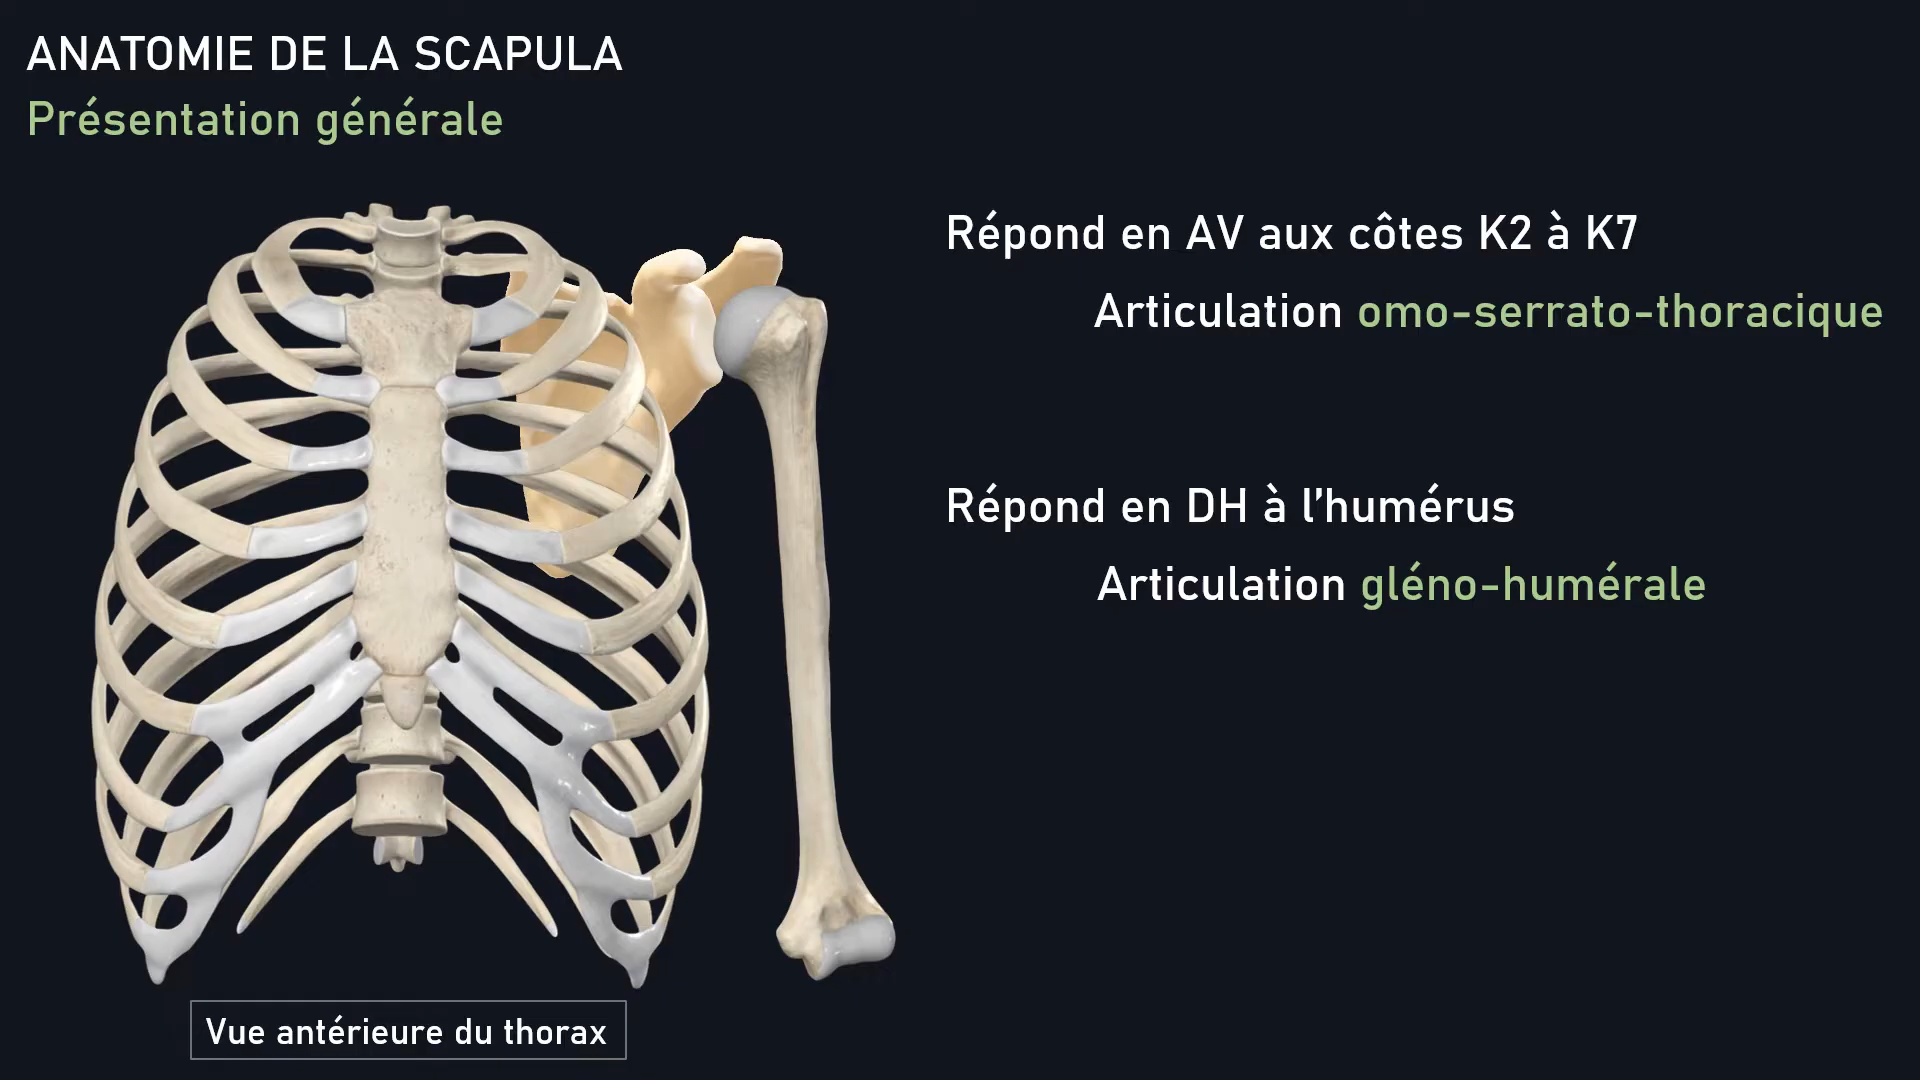 ANATOMIE DE LA SCAPULA
Présentation générale
Répond en AV aux côtes K2 à K7
Articulation omo-serrato-thoracique
Répond en DH à l’humérus
Articulation gléno-humérale
Vue antérieure du thorax